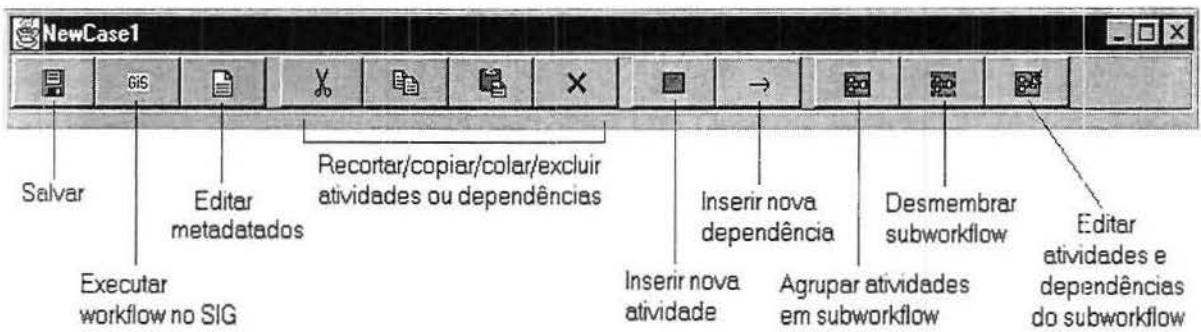 NewCase1
GIS
Salvar
Executar
workflow no SIG
Editar
metadatados
Recortar/copiar/colar/excluir
atividades ou dependências
Inserir nova
atividade
Inserir nova
dependência
Agrupar atividades
em subworkflow
Desmembrar
subworkflow
Editar
atividades e
dependências
do subworkflow